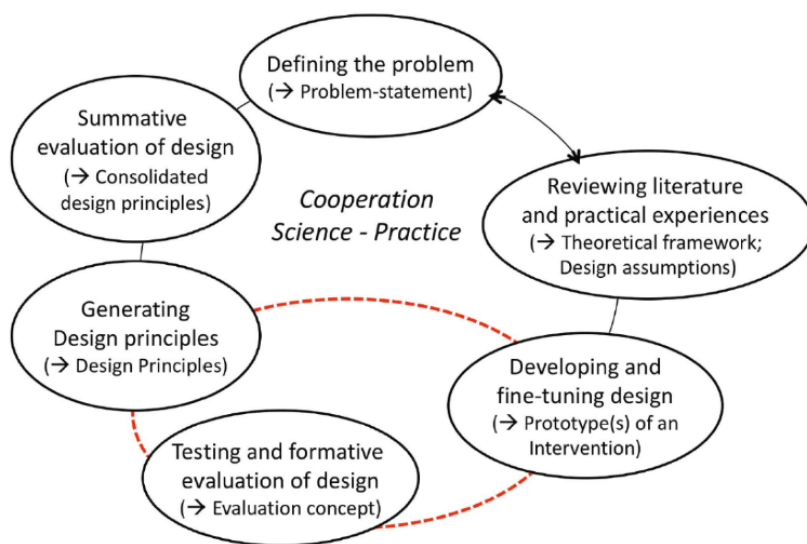 Defining the problem
(→ Problem-statement)
Summative
evaluation of design
(→ Consolidated
design principles)
Cooperation
Science - Practice
Reviewing literature
and practical experiences
(→ Theoretical framework;
Design assumptions)
Generating
Design principles
(→ Design Principles)
Developing and
fine-tuning design
(→ Prototype(s) of an
Intervention)
Testing and formative
evaluation of design
(→ Evaluation concept)